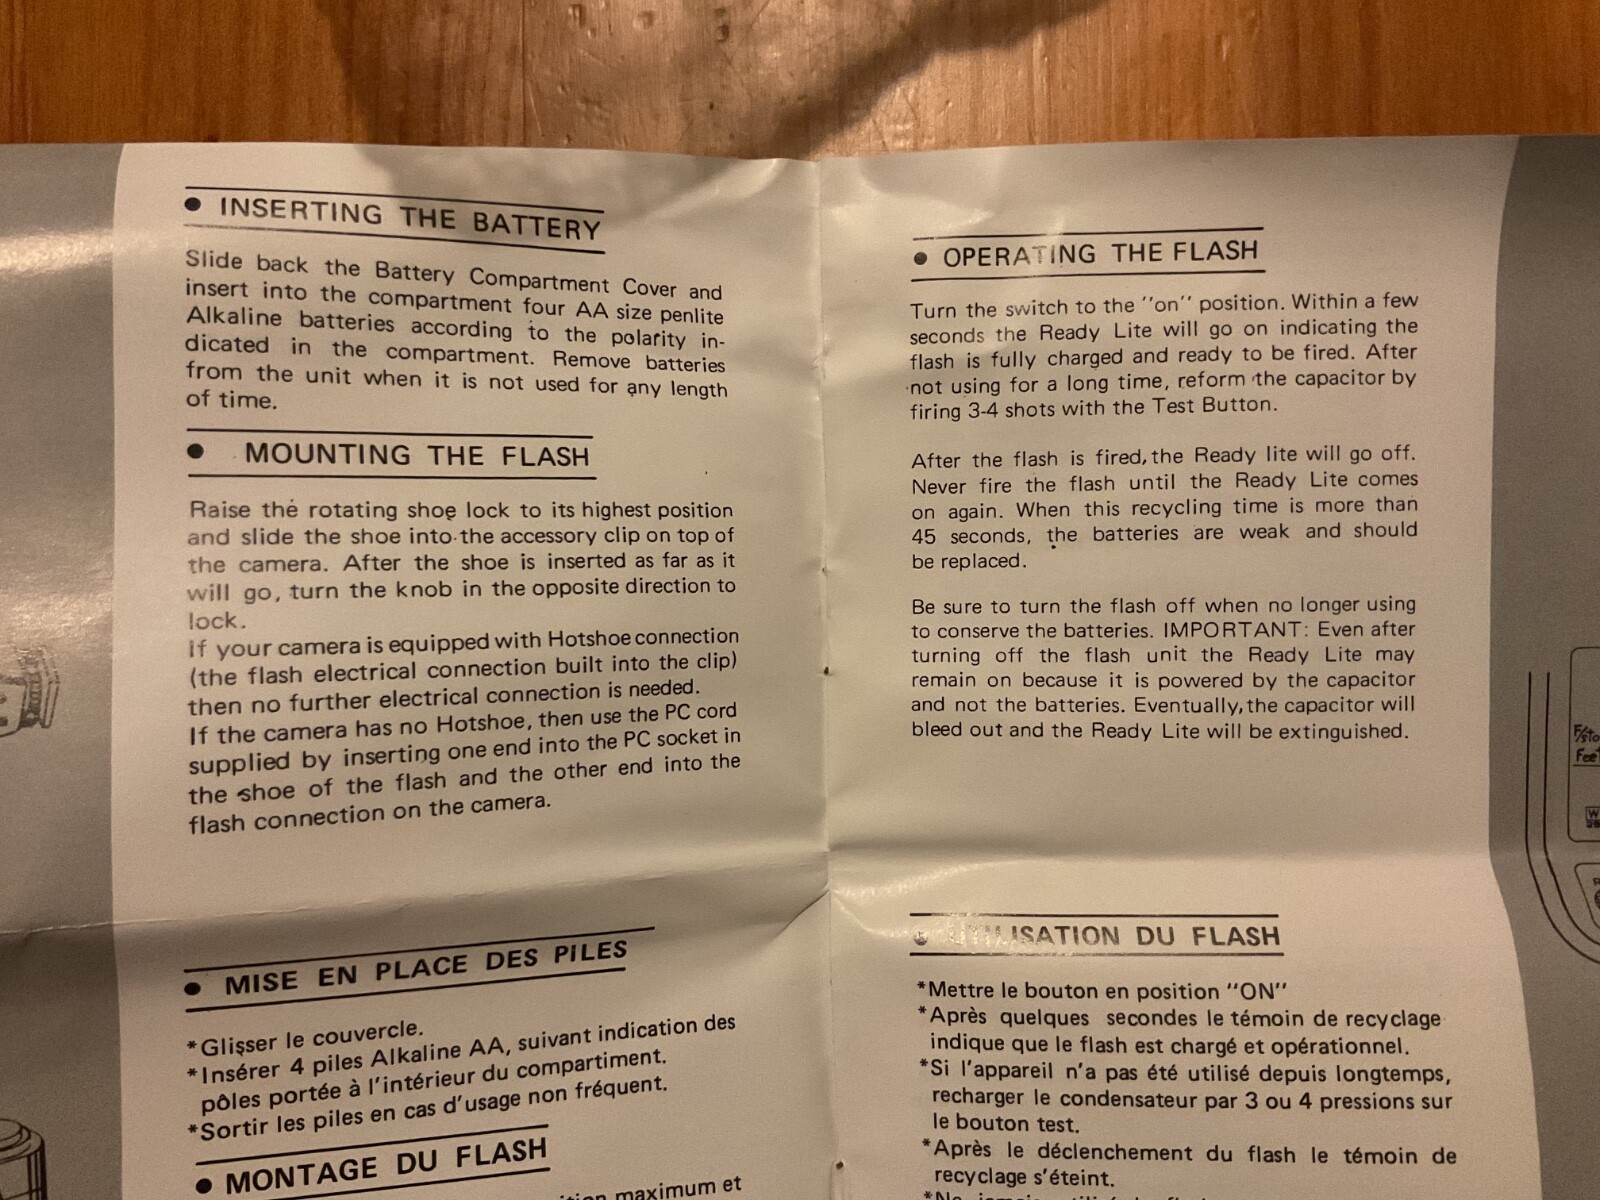 ● INSERTING THE BATTERY
Slide back the Battery Compartment Cover and
insert into the compartment four AA size penlite
Alkaline batteries according to the polarity in-
dicated in the compartment. Remove batteries
from the unit when it is not used for any length
of time.
● MOUNTING THE FLASH
Raise the rotating shoe lock to its highest position
and slide the shoe into the accessory clip on top of
the camera. After the shoe is inserted as far as it
will go, turn the knob in the opposite direction to
lock.
If your camera is equipped with Hotshoe connection
(the flash electrical connection built into the clip)
then no further electrical connection is needed.
If the camera has no Hotshoe, then use the PC cord
supplied by inserting one end into the PC socket in
the shoe of the flash and the other end into the
flash connection on the camera.
● MISE EN PLACE DES PILES
*Glisser le couvercle.
*Insérer 4 piles Alkaline AA, suivant indication des
pôles portée à l'intérieur du compartiment.
*Sortir les piles en cas d'usage non fréquent.
● MONTAGE DU FLASH
maximum et
● OPERATING THE FLASH
Turn the switch to the ''on'' position. Within a few
seconds the Ready Lite will go on indicating the
flash is fully charged and ready to be fired. After
not using for a long time, reform the capacitor by
firing 3-4 shots with the Test Button.
After the flash is fired, the Ready lite will go off.
Never fire the flash until the Ready Lite comes
on again. When this recycling time is more than
45 seconds, the batteries are weak and should
be replaced.
Be sure to turn the flash off when no longer using
to conserve the batteries. IMPORTANT: Even after
turning off the flash unit the Ready Lite may
remain on because it is powered by the capacitor
and not the batteries. Eventually, the capacitor will
bleed out and the Ready Lite will be extinguished.
● UTILISATION DU FLASH
*Mettre le bouton en position ''ON''
*Après quelques secondes le témoin de recyclage
indique que le flash est chargé et opérationnel.
*Si l'appareil n'a pas été utilisé depuis longtemps,
recharger le condensateur par 3 ou 4 pressions sur
le bouton test.
*Après le déclenchement du flash le témoin de
recyclage s'éteint.
F/sto
Feet